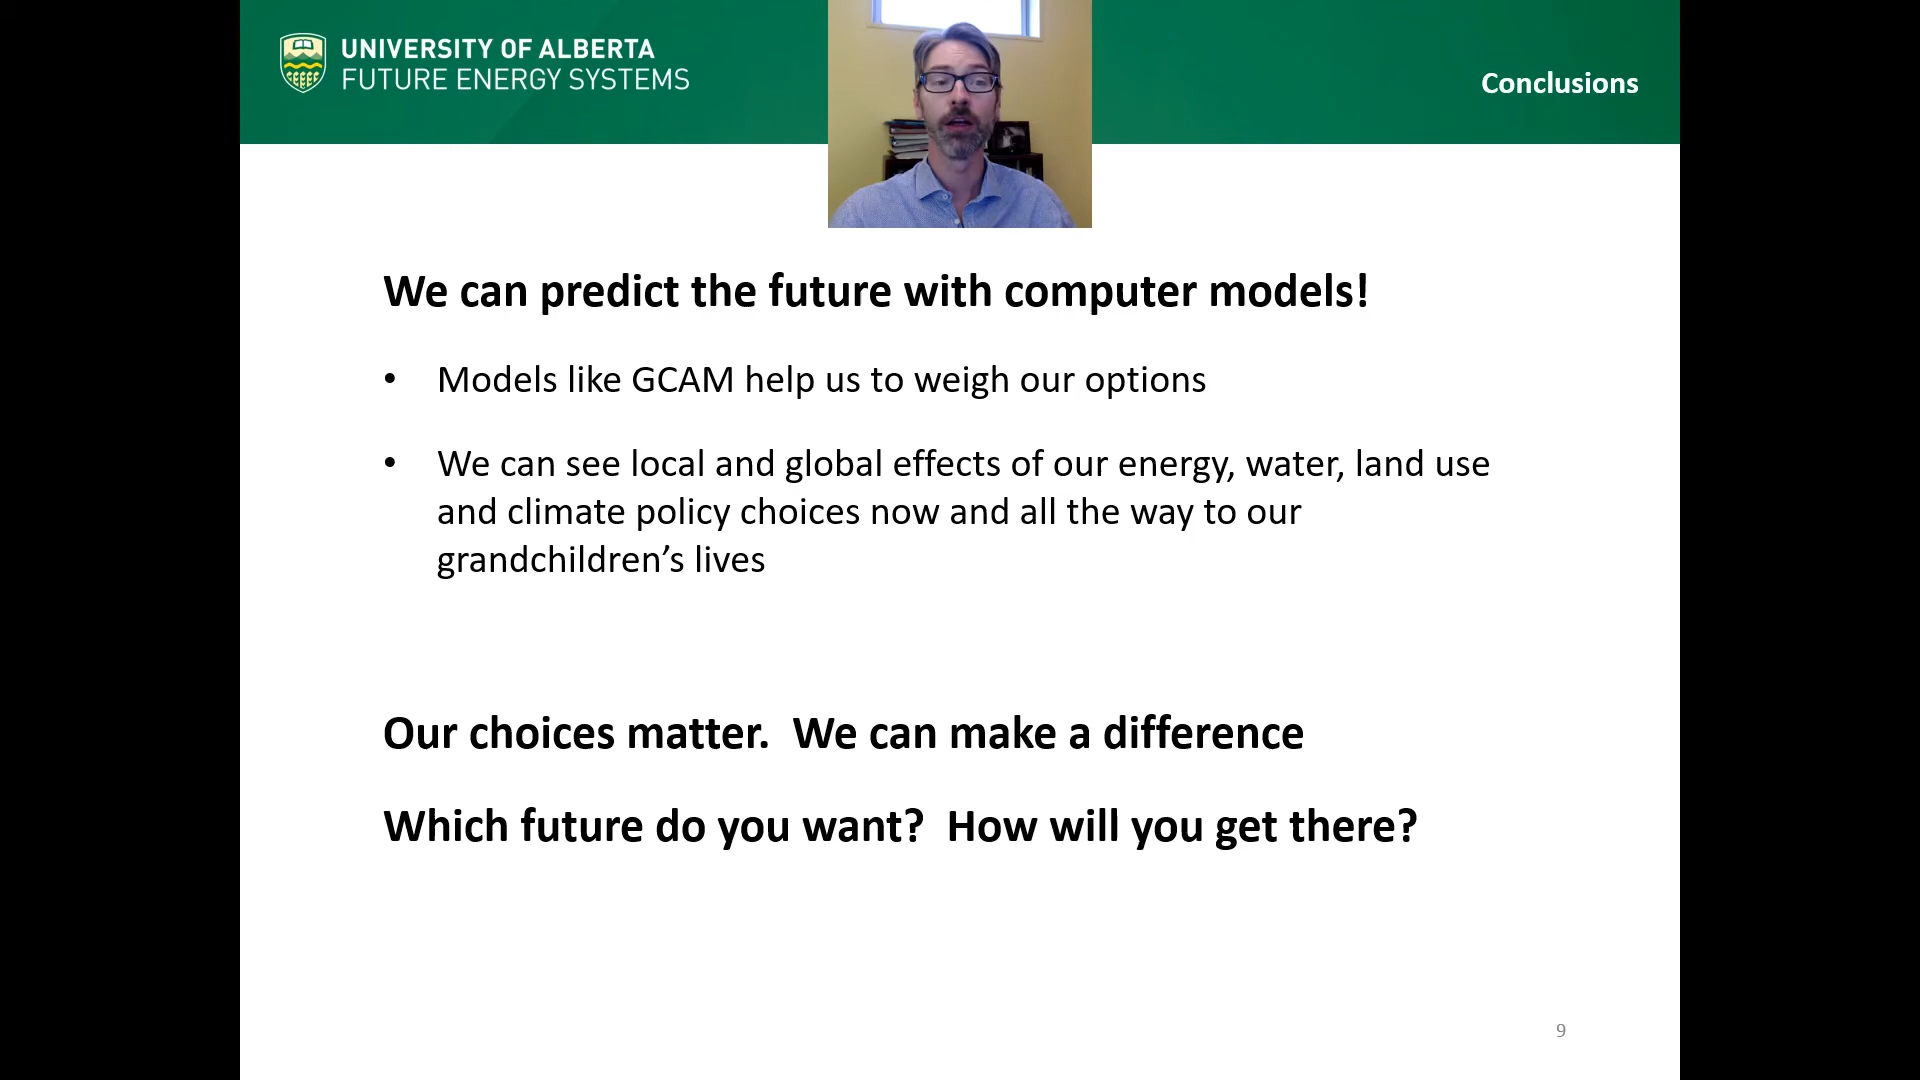 UNIVERSITY OF ALBERTA
FUTURE ENERGY SYSTEMS
Conclusions
We can predict the future with computer models!
• Models like GCAM help us to weigh our options
• We can see local and global effects of our energy, water, land use
and climate policy choices now and all the way to our
grandchildren’s lives
Our choices matter.  We can make a difference
Which future do you want?  How will you get there?
9